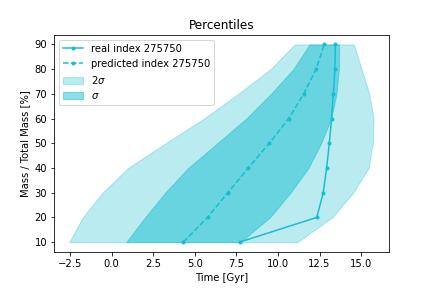 Percentiles
real index 275750
predicted index 275750
2σ
σ
Mass / Total Mass [%]
90
80
70
60
50
40
30
20
10
−2.5 0.0 2.5 5.0 7.5 10.0 12.5 15.0
Time [Gyr]